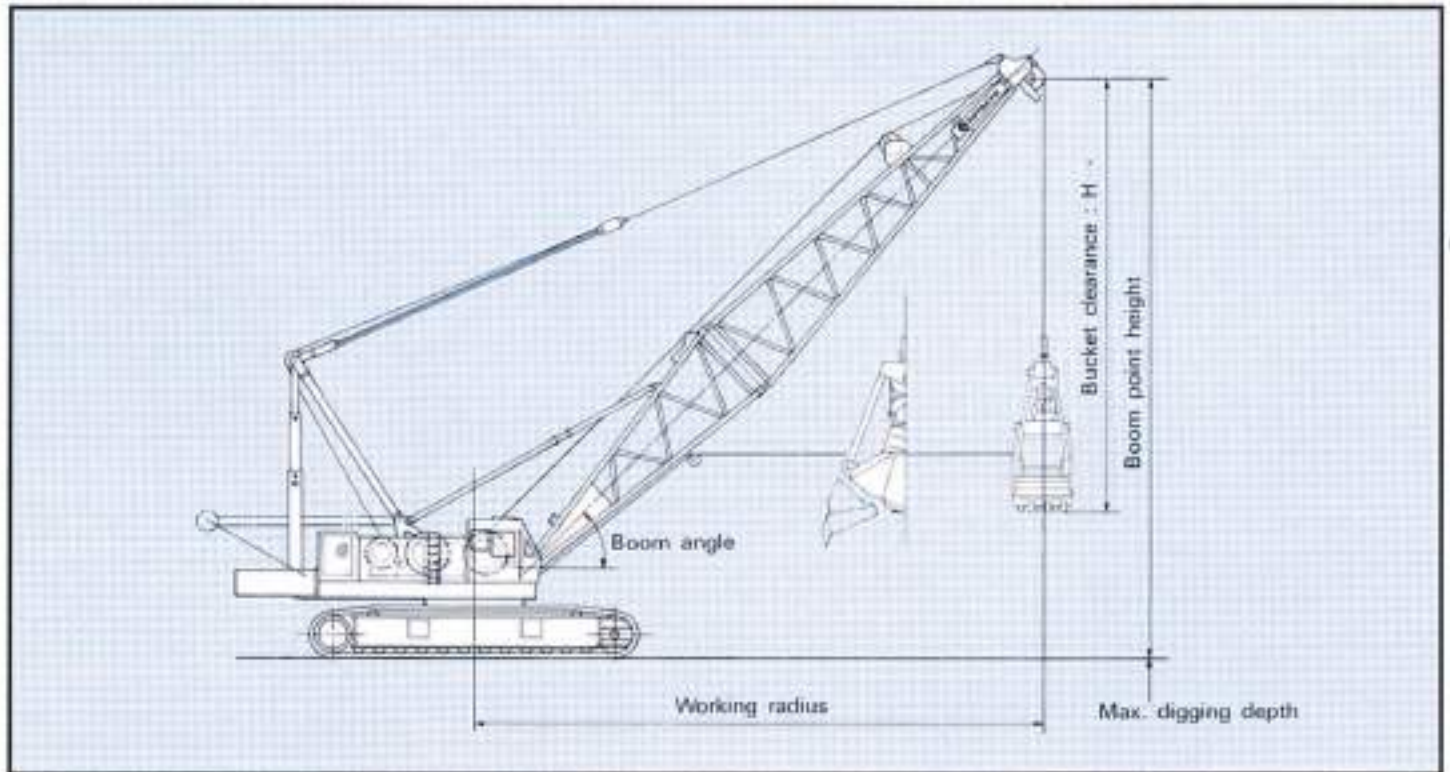 Bucket clearance : H -
Boom point height
Boom angle
Working radius
Max. digging depth